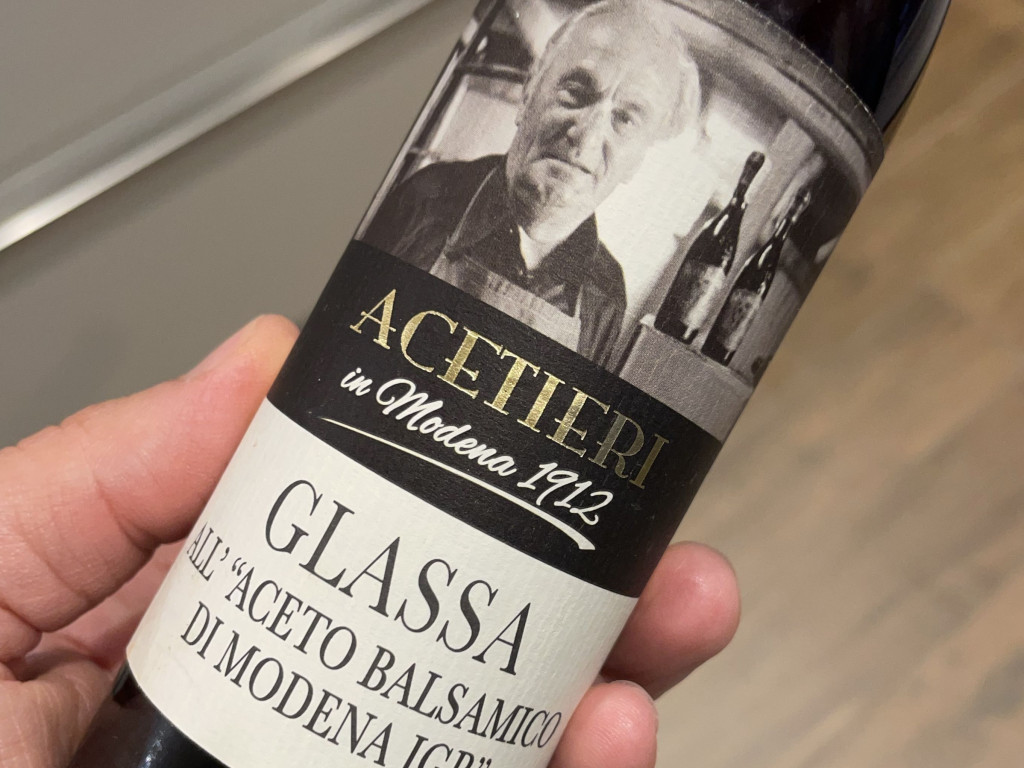 ACETIERI
in Modena 1912
GLASSA
ALL' “ACETO BALSAMICO
DI MODENA IGP”